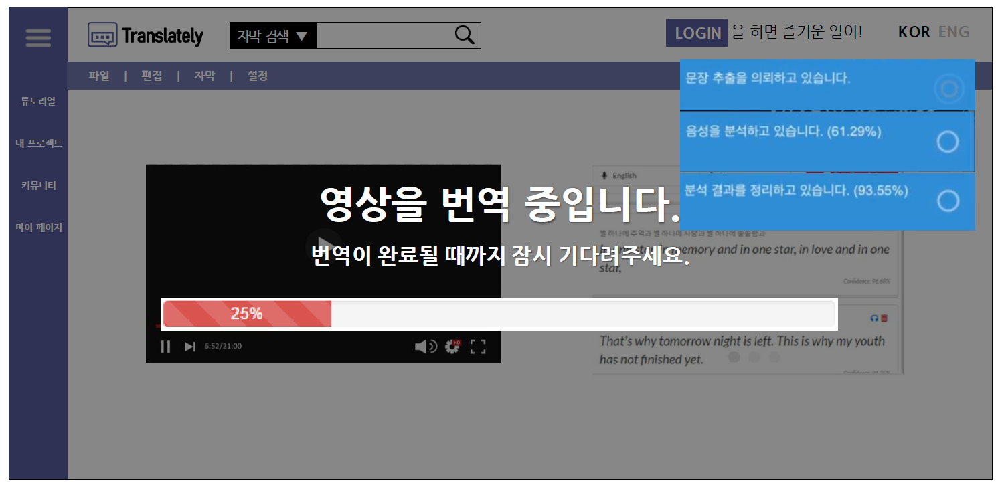 Translately
자막 검색 ▼
LOGIN 을 하면 즐거운 일이!
KOR ENG
파일 | 편집 | 자막 | 설정
튜토리얼
내 프로젝트
커뮤니티
마이 페이지
문장 추출을 의뢰하고 있습니다.
음성을 분석하고 있습니다. (61.29%)
분석 결과를 정리하고 있습니다. (93.55%)
English
영상을 번역 중입니다.
번역이 완료될 때까지 잠시 기다려주세요.
별 하나에 추억과 별 하나에 사랑과 별 하나에 쓸쓸함과
memory and in one star, in love and in one
star,
Confidence: 96.68%
25%
6:52/21:00
HD
That's why tomorrow night is left. This is why my youth
has not finished yet.